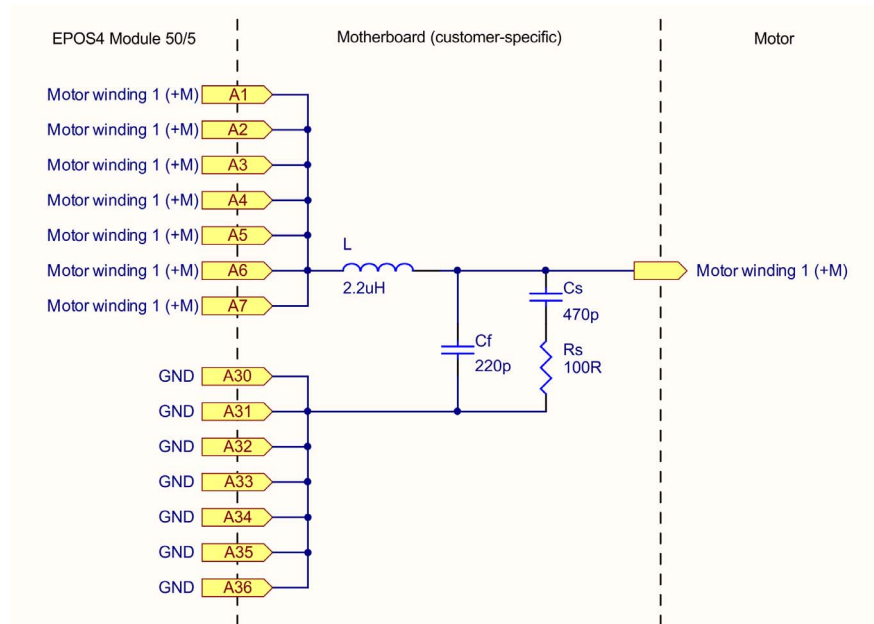 EPOS4 Module 50/5
Motherboard (customer-specific)
Motor
Motor winding 1 (+M) A1
Motor winding 1 (+M) A2
Motor winding 1 (+M) A3
Motor winding 1 (+M) A4
Motor winding 1 (+M) A5
L
Motor winding 1 (+M) A6
Motor winding 1 (+M)
2.2uH
Cs
470p
Motor winding 1 (+M) A7
Cf
220p
Rs
100R
GND A30
GND A31
GND A32
GND A33
GND A34
GND A35
GND A36